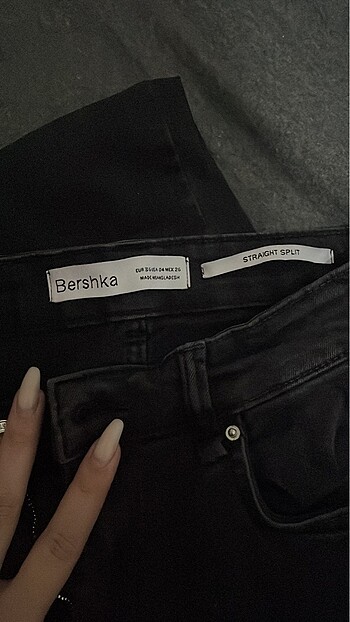 Bershka
EUR 36 USA 04 MEX 26
MADE IN BANGLADESH
STRAIGHT SPLIT